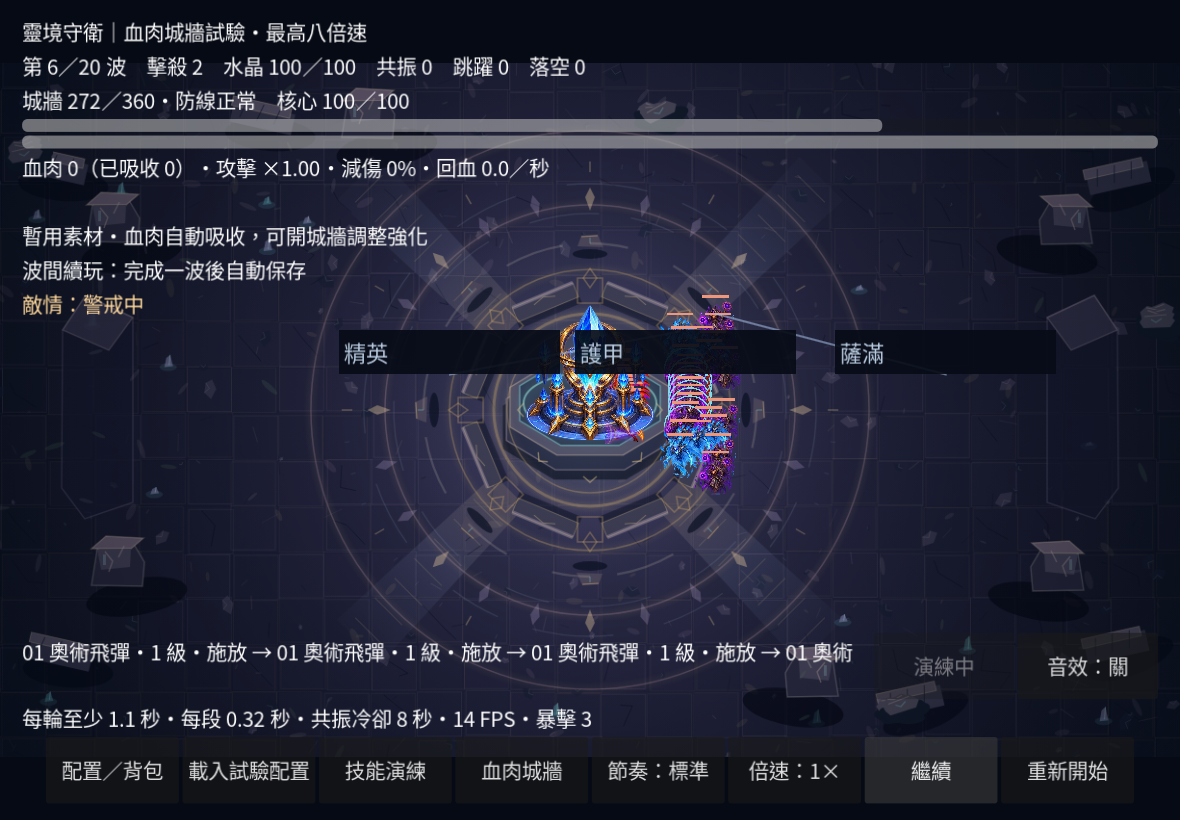 靈境守衛｜血肉城牆試驗・最高八倍速
第 6／20 波　擊殺 2　水晶 100／100　共振 0　跳躍 0　落空 0
城牆 272／360・防線正常　核心 100／100
血肉 0（已吸收 0）・攻擊 ×1.00・減傷 0%・回血 0.0／秒
暫用素材・血肉自動吸收，可開城牆調整強化
波間續玩：完成一波後自動保存
敵情：警戒中
精英
護甲
薩滿
01 奧術飛彈・1 級・施放 → 01 奧術飛彈・1 級・施放 → 01 奧術飛彈・1 級・施放 → 01 奧術
演練中
音效：關
每輪至少 1.1 秒・每段 0.32 秒・共振冷卻 8 秒・14 FPS・暴擊 3
配置／背包
載入試驗配置
技能演練
血肉城牆
節奏：標準
倍速：1×
繼續
重新開始